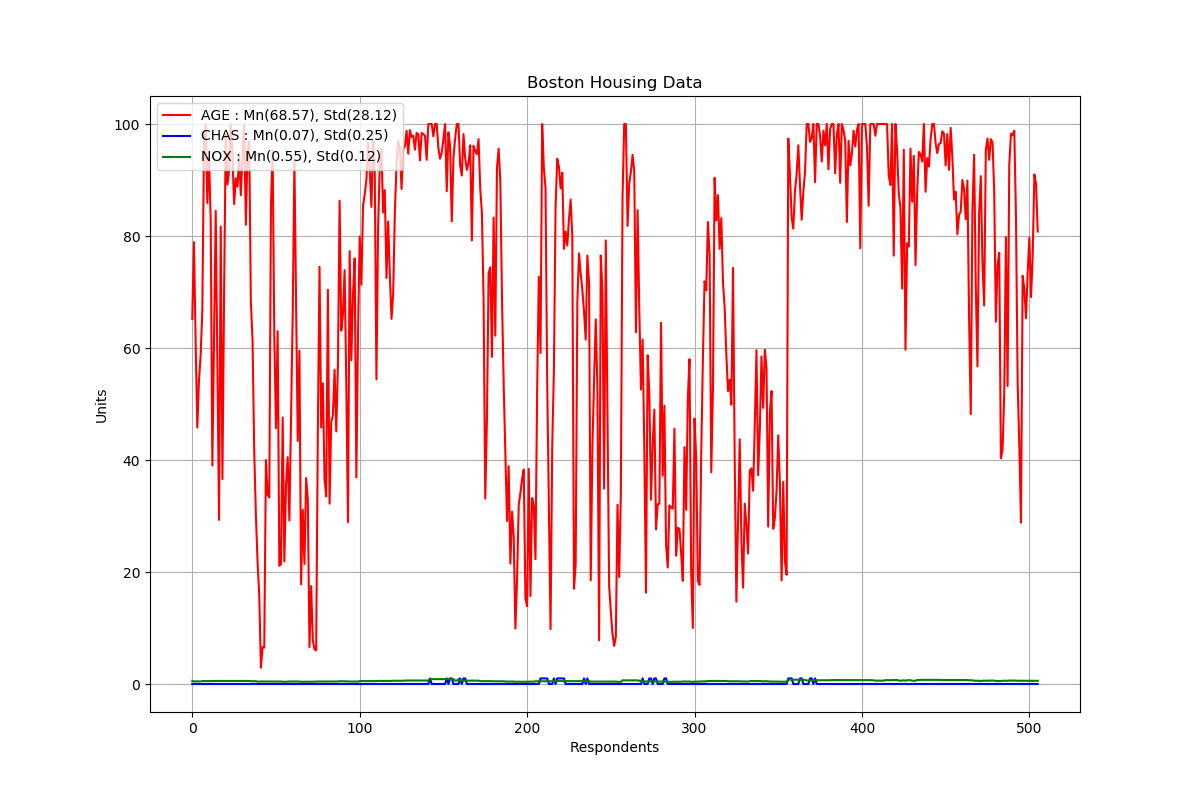 Boston Housing Data
AGE : Mn(68.57), Std(28.12)
CHAS : Mn(0.07), Std(0.25)
NOX : Mn(0.55), Std(0.12)
100
80
60
40
20
0
Units
0 100 200 300 400 500
Respondents